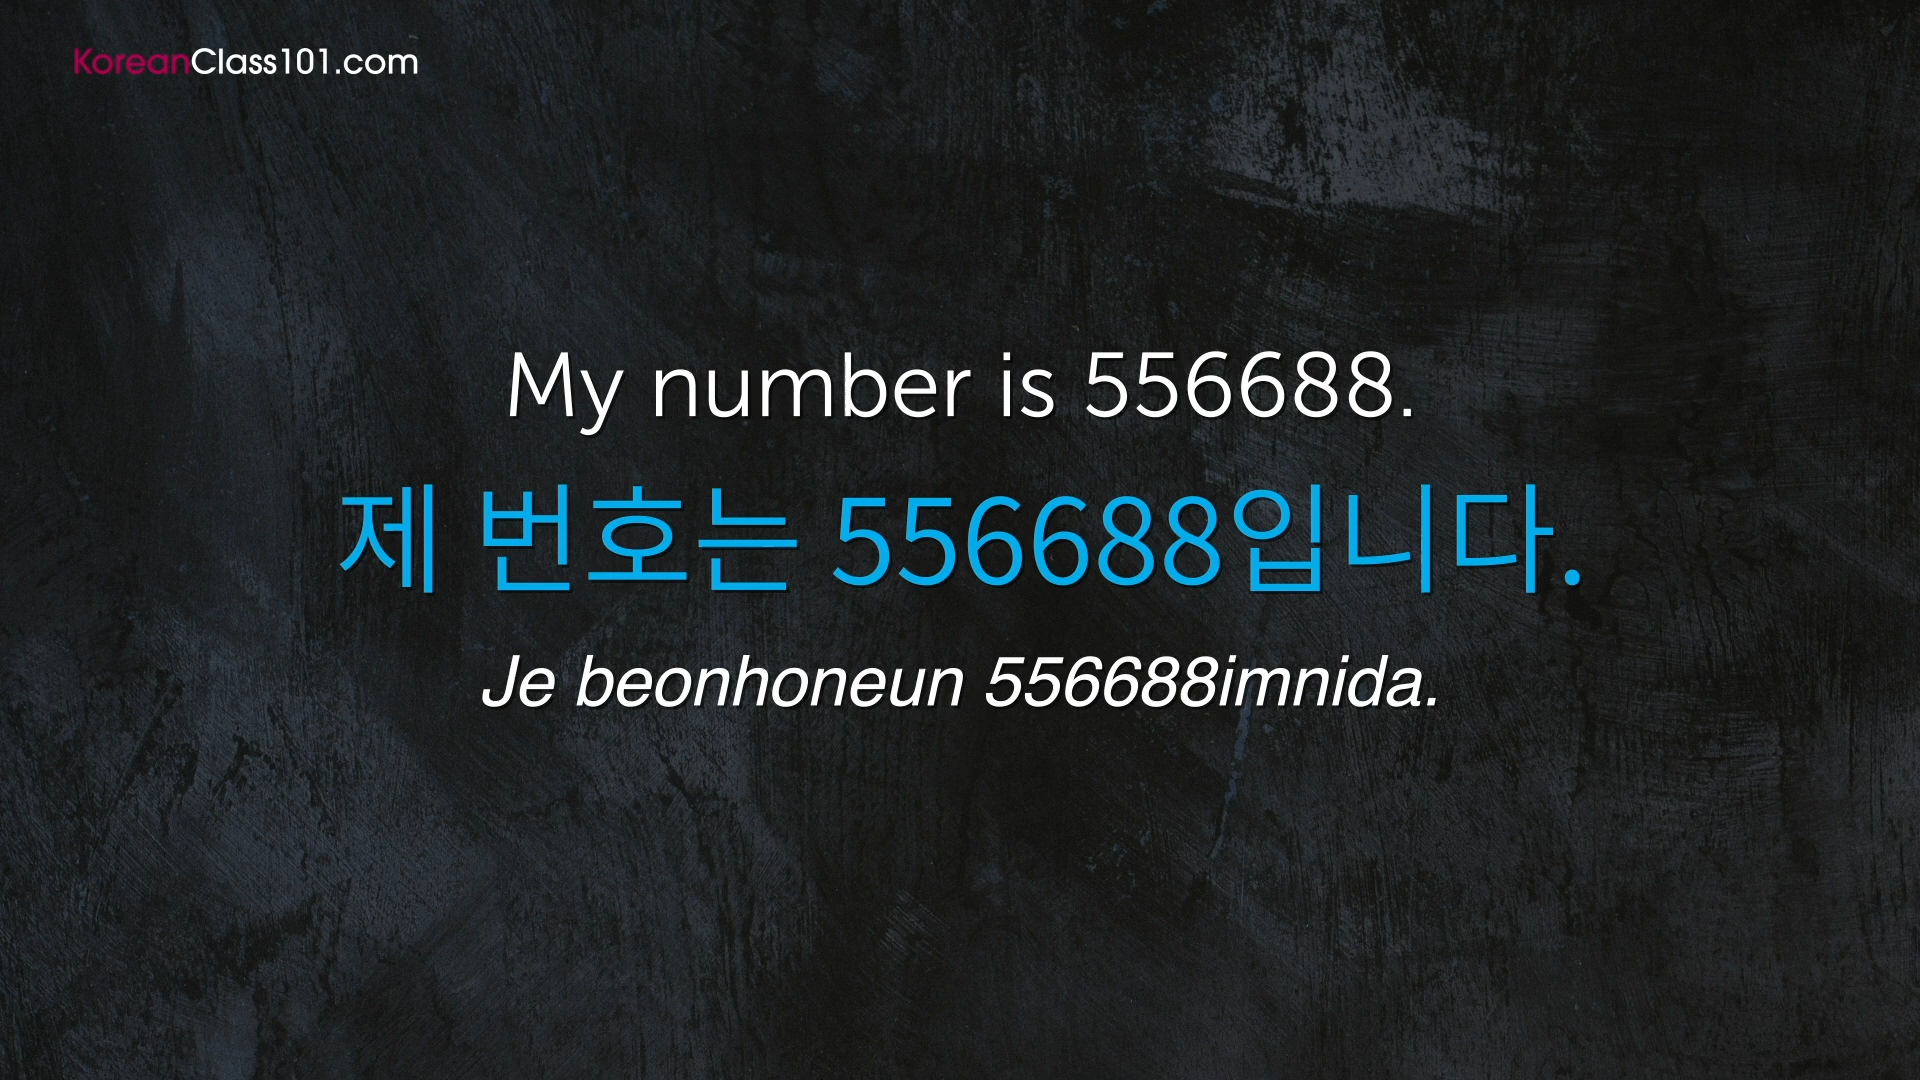 KoreanClass101.com
My number is 556688.
제 번호는 556688입니다.
Je beonhoneun 556688imnida.